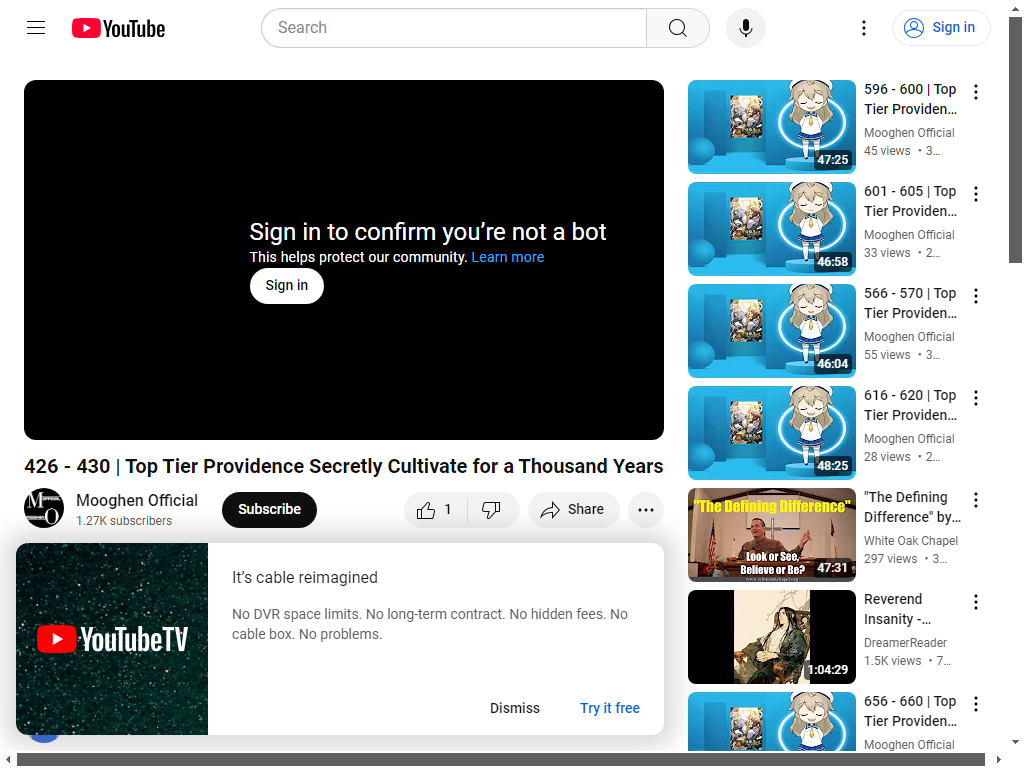 YouTube
Search
Sign in
Sign in to confirm you’re not a bot
This helps protect our community. Learn more
Sign in
426 - 430 | Top Tier Providence Secretly Cultivate for a Thousand Years
Mooghen Official
1.27K subscribers
Subscribe
1
Share
It’s cable reimagined
No DVR space limits. No long-term contract. No hidden fees. No
cable box. No problems.
YouTubeTV
Dismiss
Try it free
596 - 600 | Top
Tier Providen…
Mooghen Official
45 views • 3…
47:25
601 - 605 | Top
Tier Providen…
Mooghen Official
33 views • 2…
46:58
566 - 570 | Top
Tier Providen…
Mooghen Official
55 views • 3…
46:04
616 - 620 | Top
Tier Providen…
Mooghen Official
28 views • 2…
48:25
"The Defining Difference"
Look or See,
Believe or Be?
47:31
"The Defining
Difference" by…
White Oak Chapel
297 views • 3…
1:04:29
Reverend
Insanity -…
DreamerReader
1.5K views • 7…
656 - 660 | Top
Tier Providen…
Mooghen Official